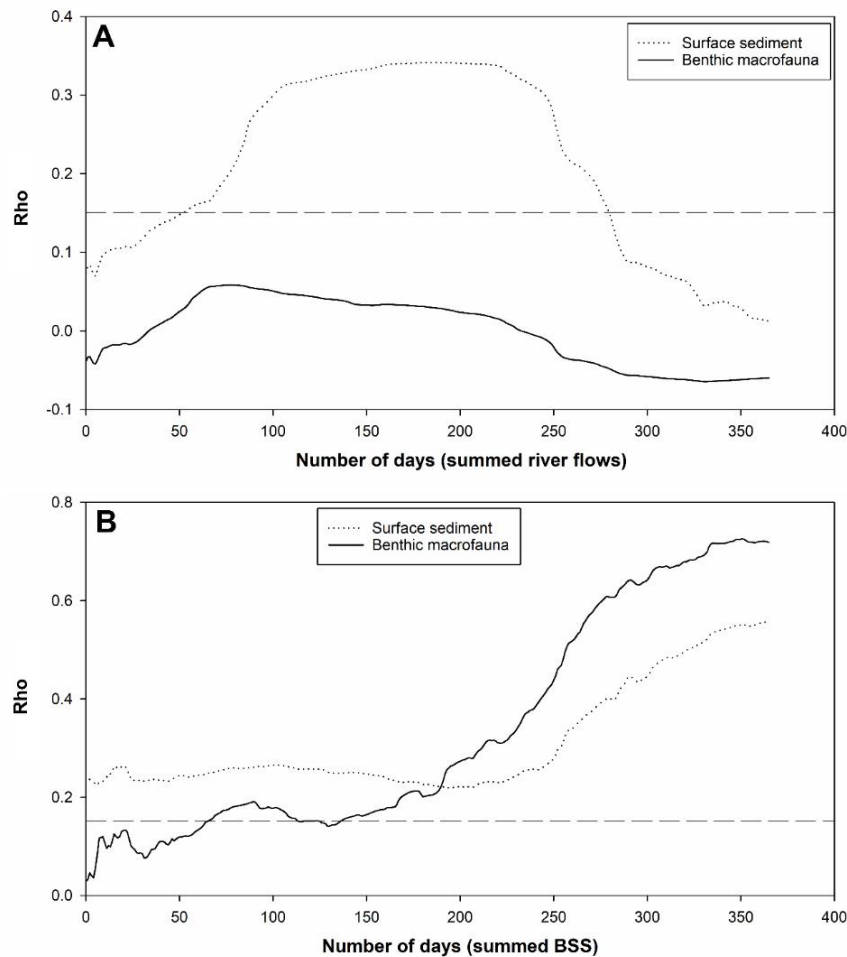 A
Surface sediment
Benthic macrofauna
0.4
0.3
0.2
0.1
0.0
-0.1
Rho
0 50 100 150 200 250 300 350 400
Number of days (summed river flows)
B
Surface sediment
Benthic macrofauna
0.8
0.6
0.4
0.2
0.0
Rho
0 50 100 150 200 250 300 350 400
Number of days (summed BSS)